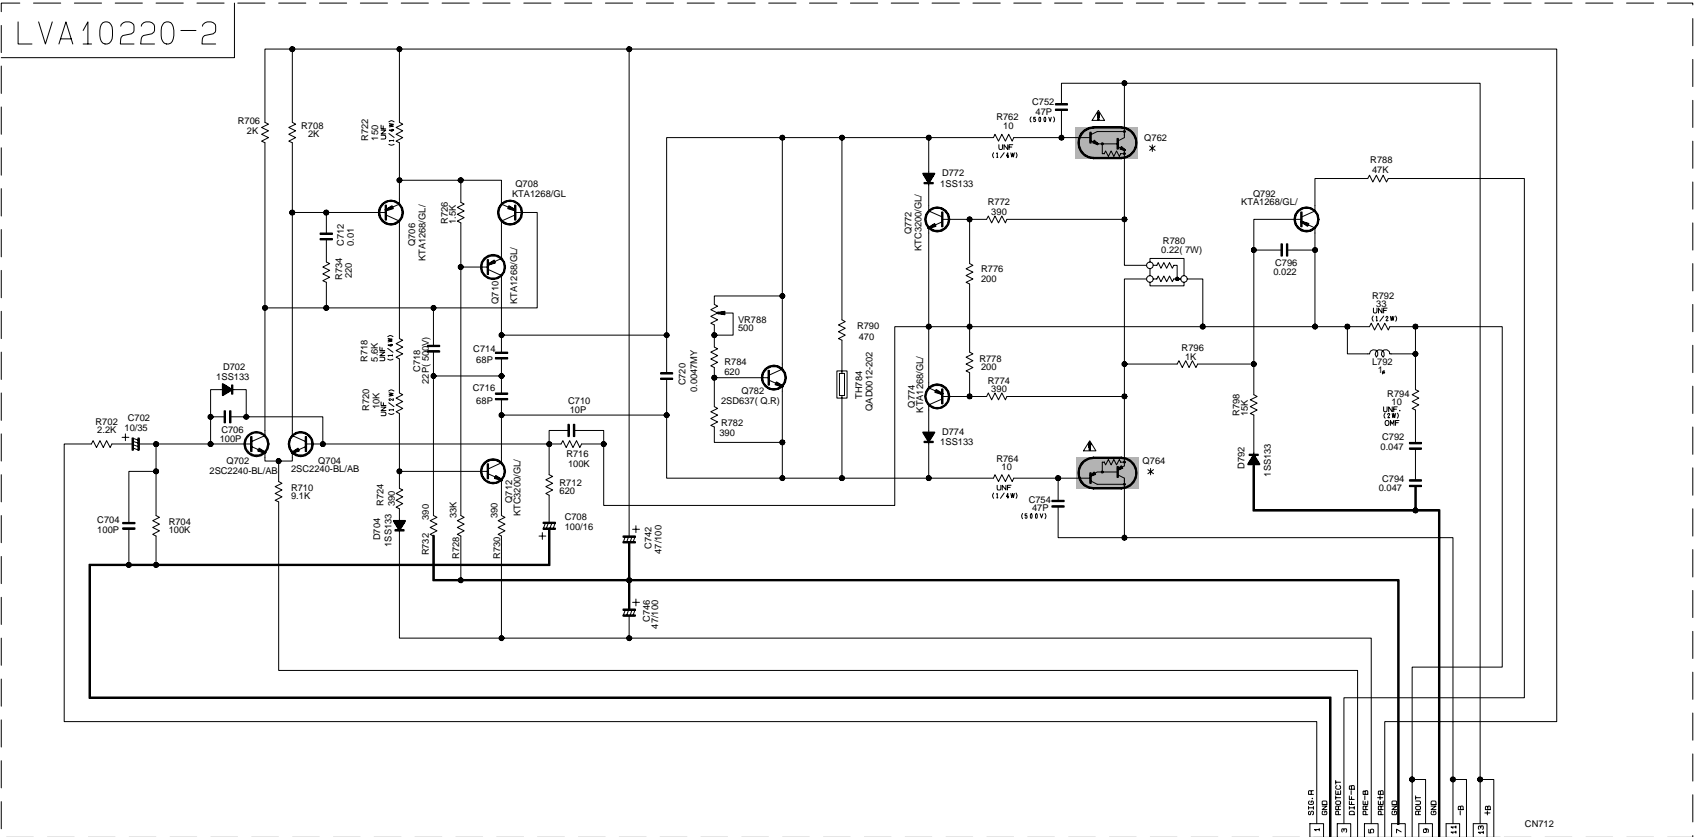 LVA10220-2
R706
2K
R708
2K
R722
150
UNF
(1/4W)
C752
47P
(500V)
R762
10
UNF
(1/4W)
Q762
*
R788
47K
Q708
KTA1268/GL
R726
1.5K
Q706
KTA1268/GL/
C712
0.01
R734
220
Q710
KTA1268/GL/
D772
1SS133
Q772
KTC3200/GL/
R772
390
R776
200
R780
0.22(7W)
Q792
KTA1268/GL/
C796
0.022
R792
33
UNF
(1/2W)
L792
1μ
VR788
500
R790
470
R784
620
Q782
2SD637(Q.R)
R782
390
TH784
QAD0012-202
C720
0.0047MY
R718
5.6K
UNF
(1/4W)
C718
22P(500V)
C714
68P
C716
68P
R720
10K
UNF
(1/2W)
D702
1SS133
C706
100P
R702
2.2K
C702
10/35
+
Q702
2SC2240-BL/AB
Q704
2SC2240-BL/AB
C710
10P
R716
100K
R712
620
C708
100/16
+
Q712
KTC3200/GL/
R710
9.1K
R724
390
D704
1SS133
R732
390
R728
33K
R730
390
C704
100P
R704
100K
C742
47/100
+
C746
47/100
+
R778
200
R774
390
Q774
KTA1268/GL/
D774
1SS133
R764
10
UNF
(1/4W)
Q764
*
C754
47P
(500V)
R796
1K
R798
15K
D792
1SS133
R794
10
UNF.
(2W)
OMF
C792
0.047
C794
0.047
SIG.R
GND
PROTECT
DIFF-B
PRE-B
PRE+B
GND
ROUT
GND
-B
+B
1
3
5
7
9
11
13
CN712